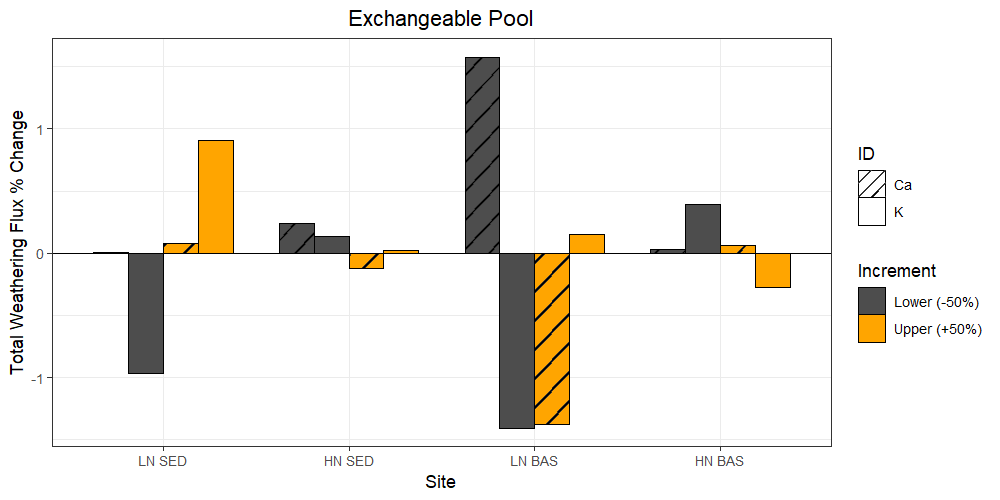 Exchangeable Pool
Total Weathering Flux % Change
1
0
-1
LN SED
HN SED
LN BAS
HN BAS
Site
ID
Ca
K
Increment
Lower (-50%)
Upper (+50%)